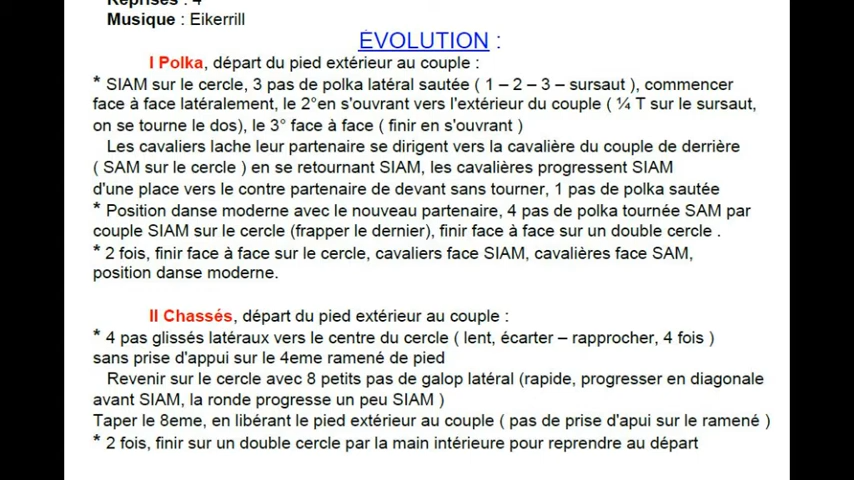 Reprises : 4
Musique : Eikerrill
ÉVOLUTION :
I Polka, départ du pied extérieur au couple :
* SIAM sur le cercle, 3 pas de polka latéral sautée ( 1 – 2 – 3 – sursaut ), commencer
face à face latéralement, le 2°en s'ouvrant vers l'extérieur du couple ( ¼ T sur le sursaut,
on se tourne le dos), le 3° face à face ( finir en s'ouvrant )
Les cavaliers lache leur partenaire se dirigent vers la cavalière du couple de derrière
( SAM sur le cercle ) en se retournant SIAM, les cavalières progressent SIAM
d'une place vers le contre partenaire de devant sans tourner, 1 pas de polka sautée
* Position danse moderne avec le nouveau partenaire, 4 pas de polka tournée SAM par
couple SIAM sur le cercle (frapper le dernier), finir face à face sur un double cercle .
* 2 fois, finir face à face sur le cercle, cavaliers face SIAM, cavalières face SAM,
position danse moderne.
II Chassés, départ du pied extérieur au couple :
* 4 pas glissés latéraux vers le centre du cercle ( lent, écarter – rapprocher, 4 fois )
sans prise d'appui sur le 4eme ramené de pied
Revenir sur le cercle avec 8 petits pas de galop latéral (rapide, progresser en diagonale
avant SIAM, la ronde progresse un peu SIAM )
Taper le 8eme, en libérant le pied extérieur au couple ( pas de prise d'apui sur le ramené )
* 2 fois, finir sur un double cercle par la main intérieure pour reprendre au départ